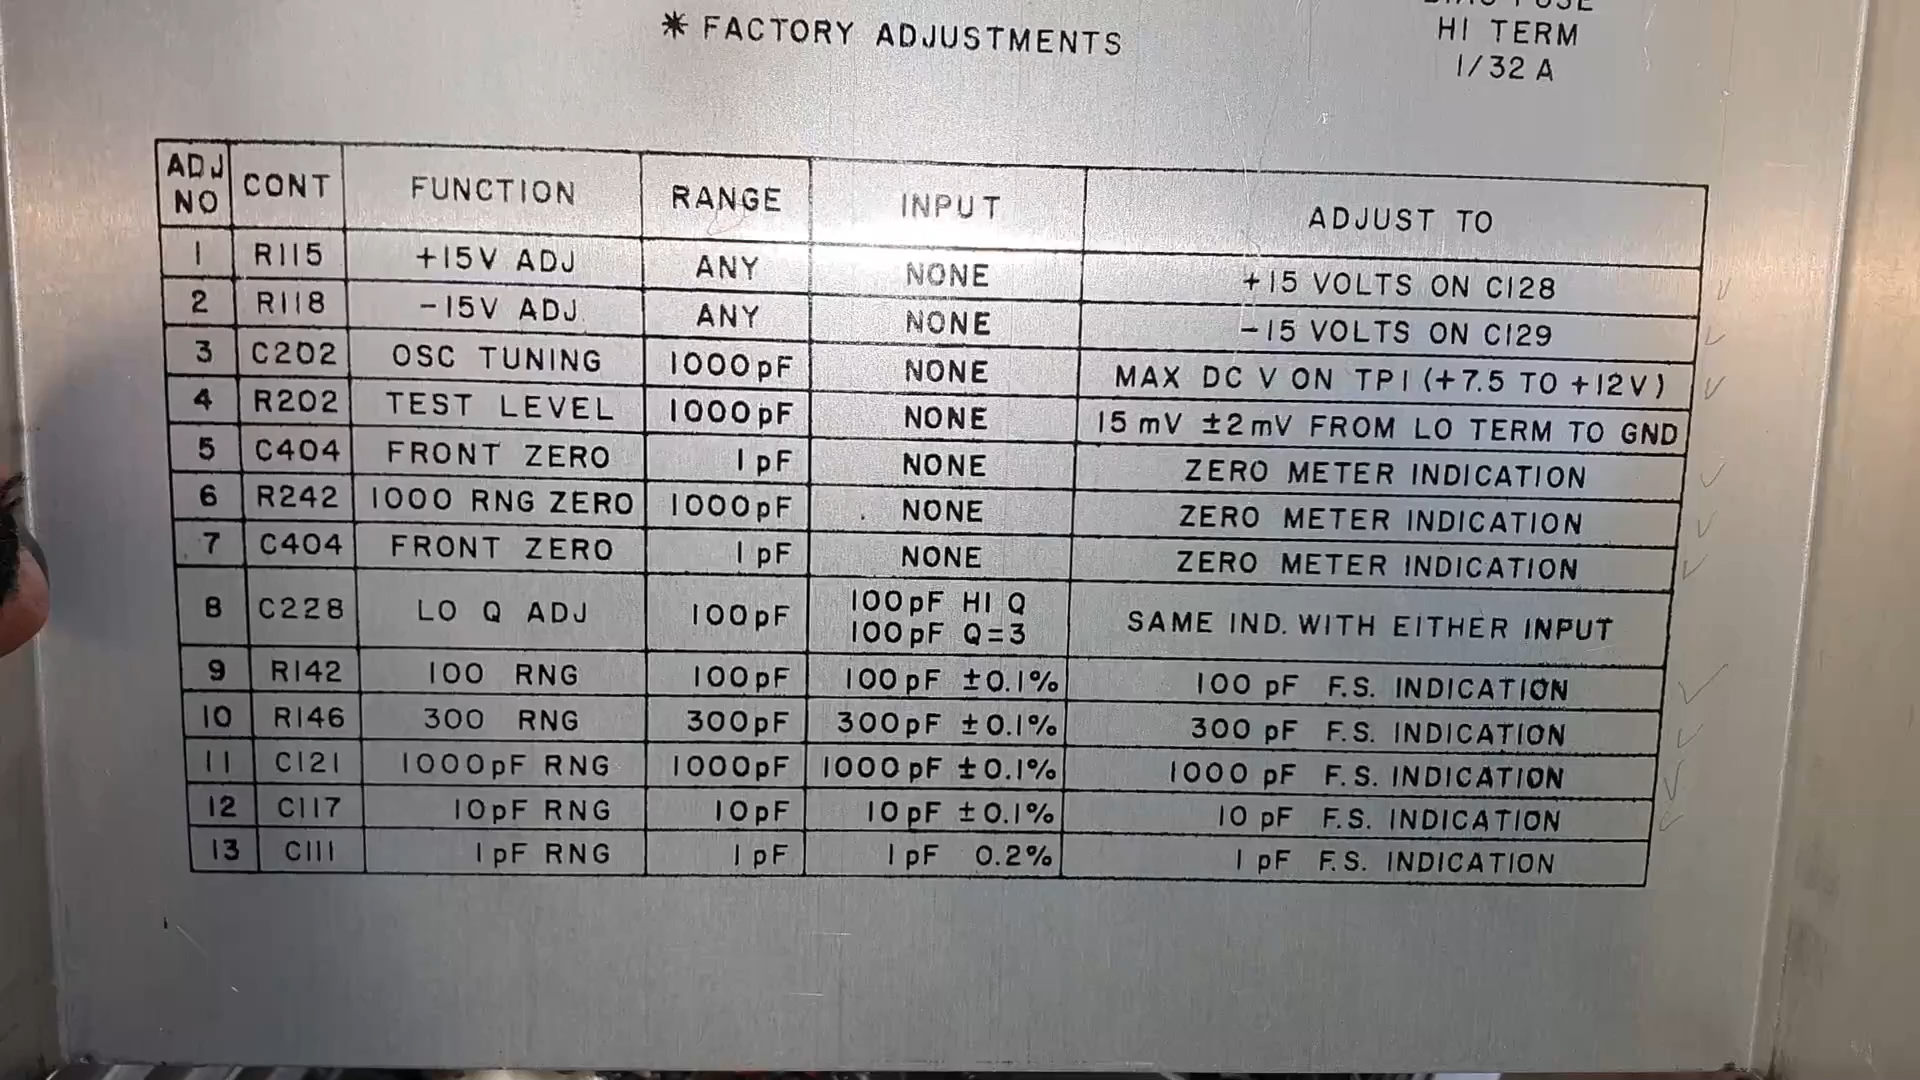 HI TERM
1/32 A
* FACTORY ADJUSTMENTS
ADJ NO CONT FUNCTION RANGE INPUT ADJUST TO
1 R115 +15V ADJ ANY NONE +15 VOLTS ON C128
2 R118 -15V ADJ. ANY NONE -15 VOLTS ON C129
3 C202 OSC TUNING 1000pF NONE MAX DC V ON TP1 (+7.5 TO +12V)
4 R202 TEST LEVEL 1000pF NONE 15 mV ±2mV FROM LO TERM TO GND
5 C404 FRONT ZERO 1pF NONE ZERO METER INDICATION
6 R242 1000 RNG ZERO 1000pF NONE ZERO METER INDICATION
7 C404 FRONT ZERO 1pF NONE ZERO METER INDICATION
8 C228 LO Q ADJ 100pF 100pF HI Q
100pF Q=3 SAME IND. WITH EITHER INPUT
9 R142 100 RNG 100pF 100pF ±0.1% 100 pF F.S. INDICATION
10 R146 300 RNG 300pF 300pF ±0.1% 300 pF F.S. INDICATION
11 C121 1000pF RNG 1000pF 1000pF ±0.1% 1000 pF F.S. INDICATION
12 C117 10pF RNG 10pF 10pF ±0.1% 10 pF F.S. INDICATION
13 C111 1pF RNG 1pF 1pF 0.2% 1 pF F.S. INDICATION